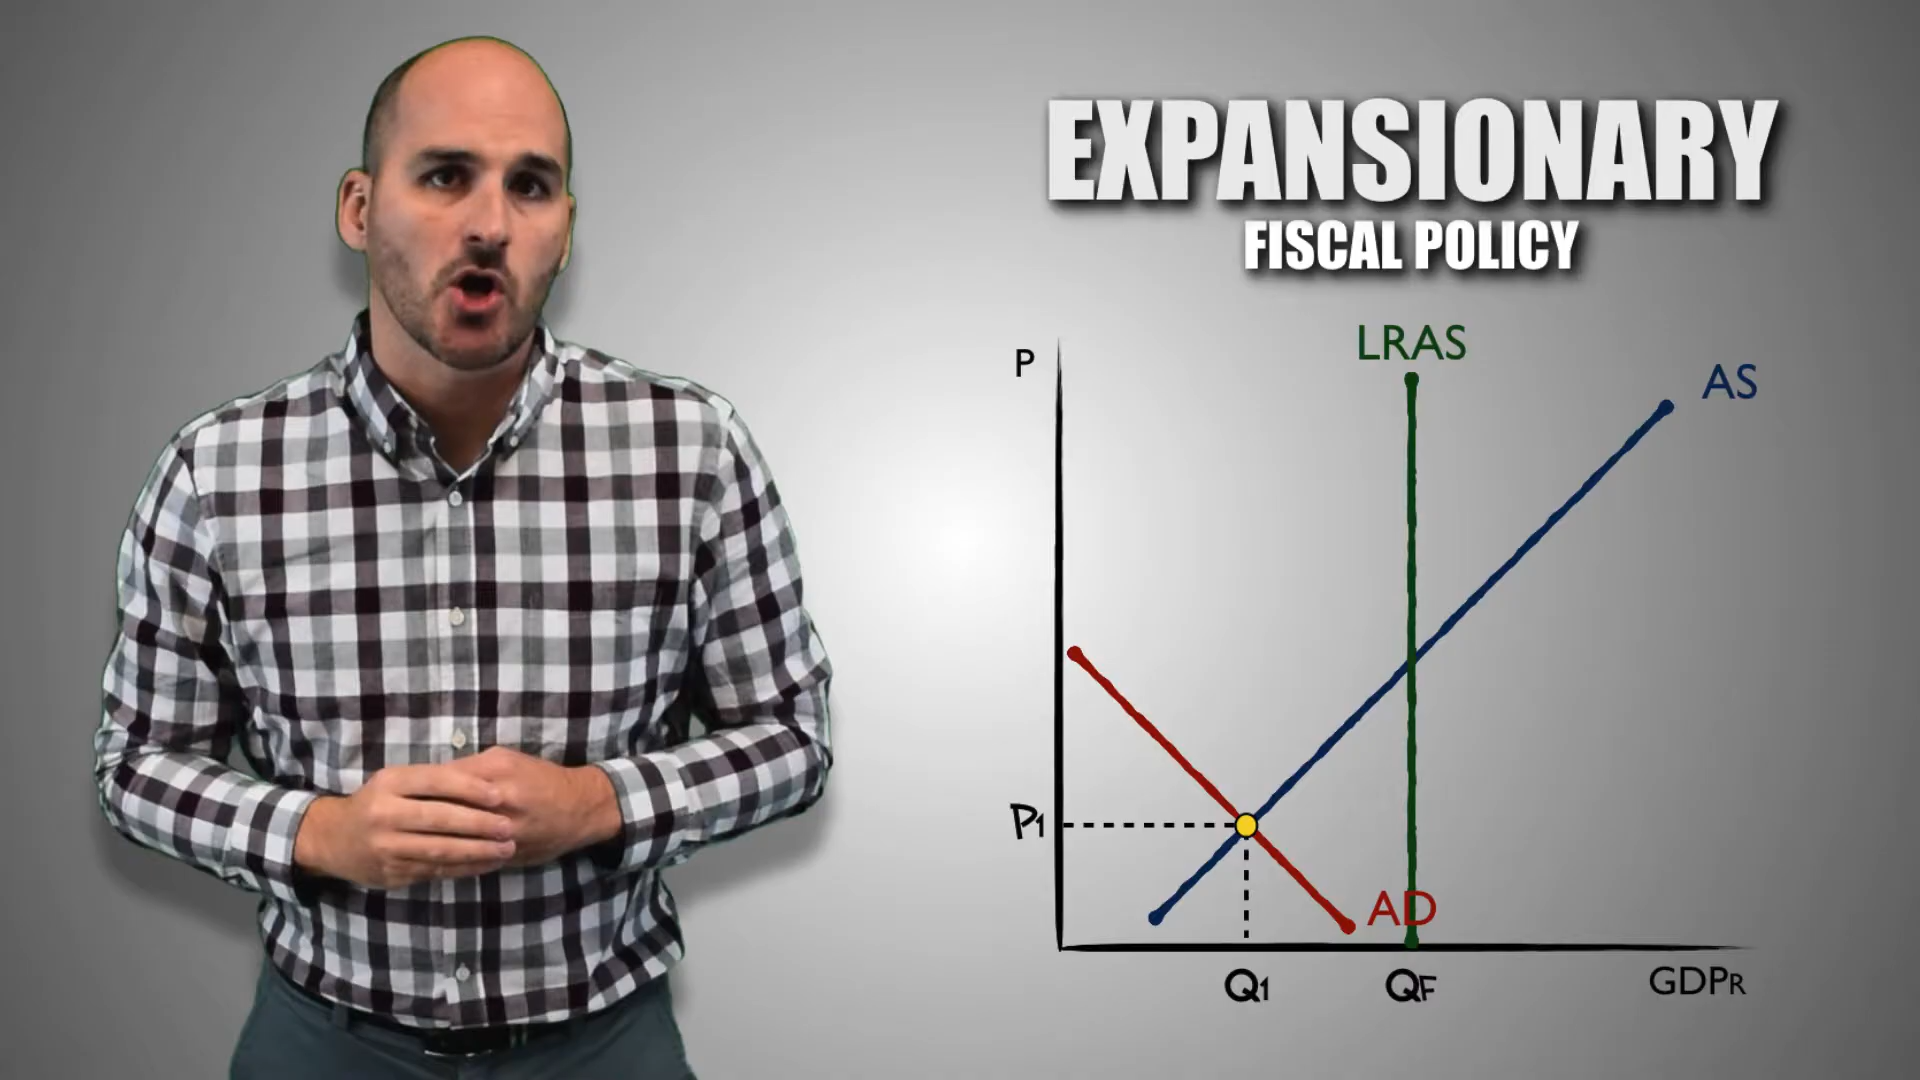 EXPANSIONARY
FISCAL POLICY
LRAS
P
AS
P1
AD
Q1
QF
GDPR